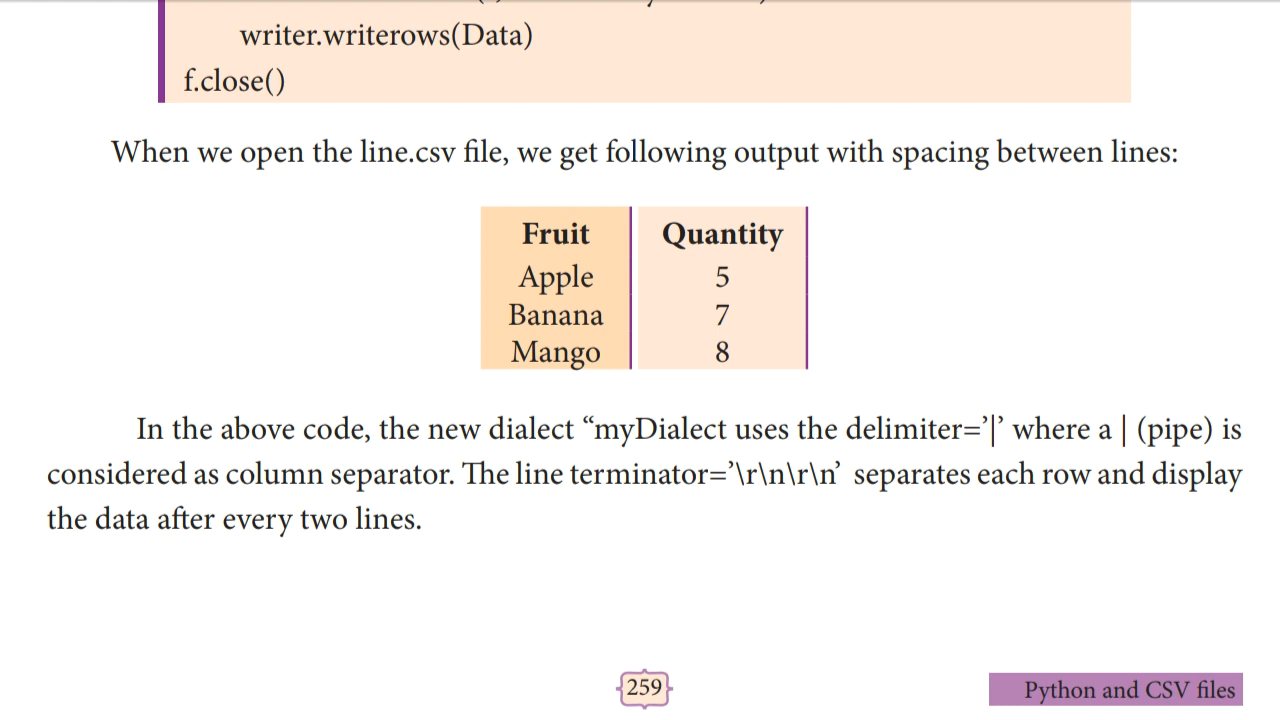 writer.writerows(Data)
f.close()
When we open the line.csv file, we get following output with spacing between lines:
Fruit Quantity
Apple 5
Banana 7
Mango 8
In the above code, the new dialect “myDialect uses the delimiter=’|’ where a | (pipe) is
considered as column separator. The line terminator=’\r\n\r\n’ separates each row and display
the data after every two lines.
259
Python and CSV files